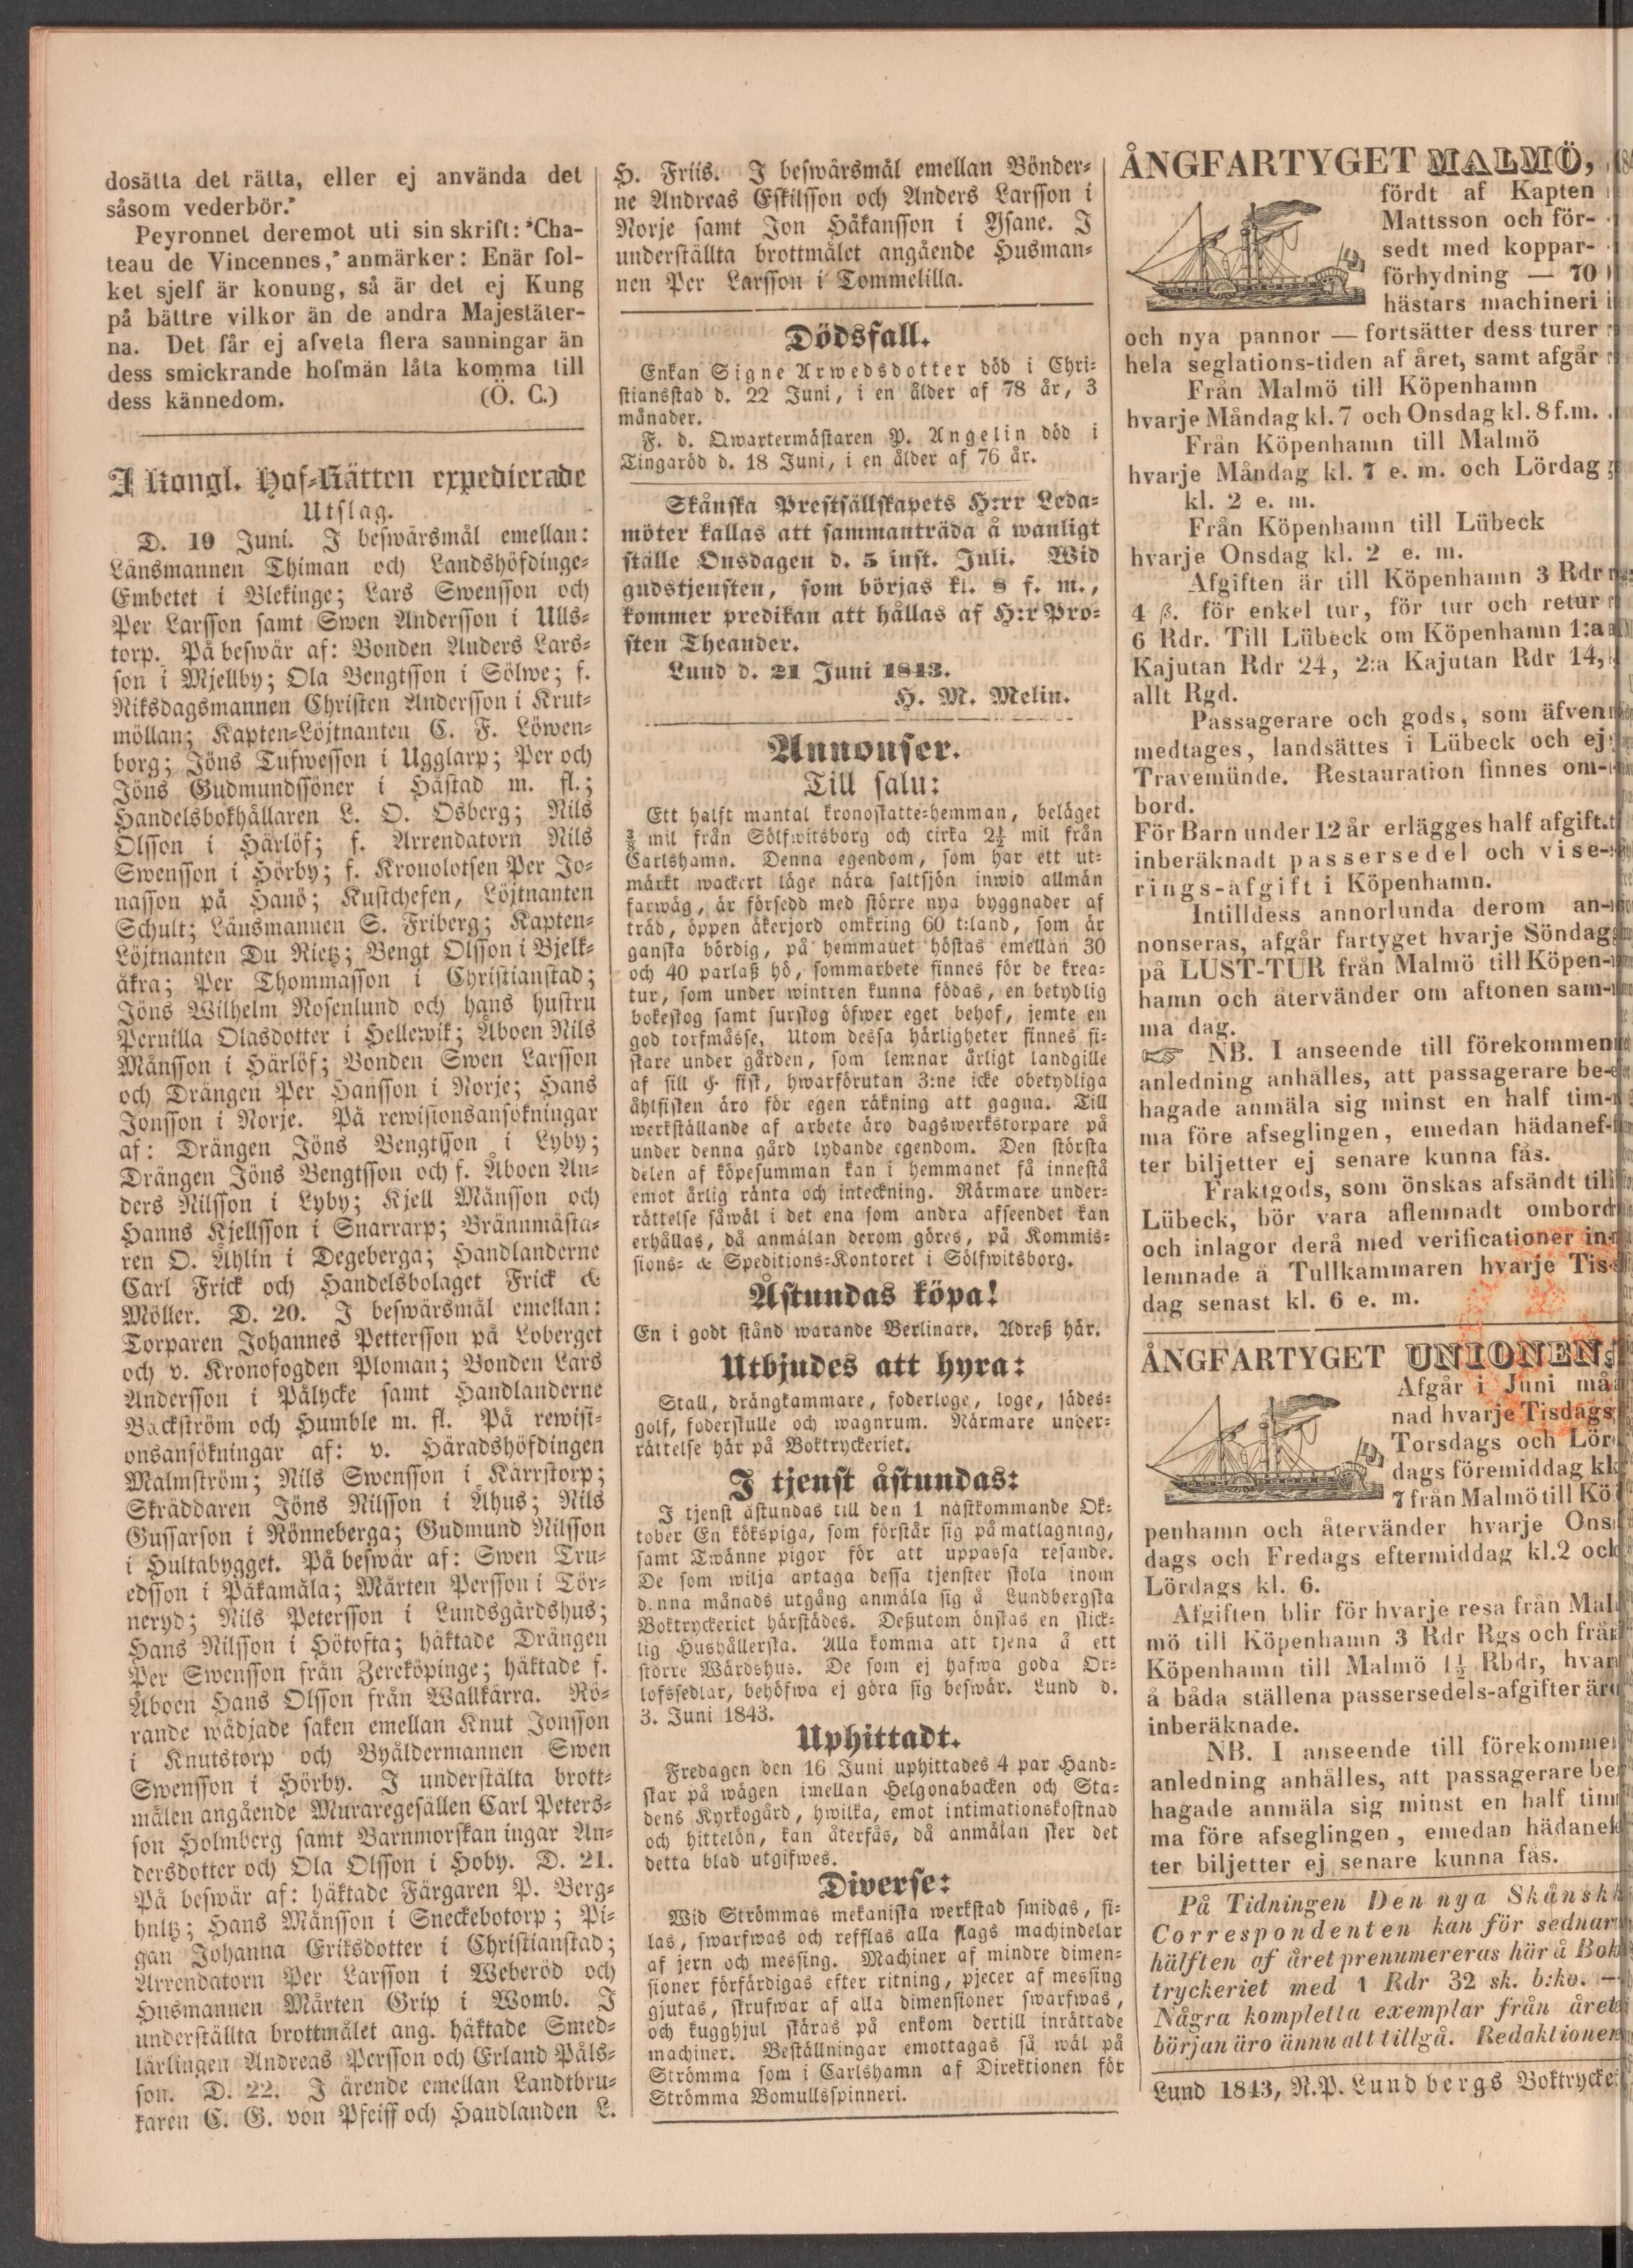 dosätta det rätta, eller ej använda det
såsom vederbör.”
Peyronnet deremot uti sin skrift: ”Cha-
teau de Vincennes,” anmärker: Enär fol-
ket sjelf är konung, så är det ej Kung
på bättre vilkor än de andra Majestäter-
na. Det får ej afveta flera sanningar än
dess smickrande hofmän låta komma till
dess kännedom. (Ö. C.)
I Kongl. Hof-Rätten expedierade
Utslag.
D. 19 Juni. I beswärsmål emellan:
Länsmannen Thiman och Landshöfdinge-
Embetet i Blekinge; Lars Swensson och
Per Larsson samt Swen Andersson i Ulls-
torp. På beswär af: Bonden Anders Lars-
son i Mjellby; Ola Bengtsson i Sölwe; f.
Riksdagsmannen Christen Andersson i Krut-
möllan; Kapten-Löjtnanten C. F. Löwen-
borg; Jöns Tufwesson i Ugglarp; Per och
Jöns Gudmundssöner i Håstad m. fl.;
Handelsbokhållaren L. O. Osberg; Nils
Olsson i Härlöf; f. Arrendatorn Nils
Swensson i Hörby; f. Kronolotsen Per Jo-
nasson på Hanö; Kustchefen, Löjtnanten
Schult; Länsmannen S. Friberg; Kapten-
Löjtnanten Du Rietz; Bengt Olsson i Bjelk-
åkra; Per Thommasson i Christianstad;
Jöns Wilhelm Rosenlund och hans hustru
Pernilla Olasdotter i Hellewik; Åboen Nils
Månsson i Härlöf; Bonden Swen Larsson
och Drängen Per Hansson i Norje; Hans
Jonsson i Norje. På rewisionsansökningar
af: Drängen Jöns Bengtsson i Lyby;
Drängen Jöns Bengtsson och f. Åboen An-
ders Nilsson i Lyby; Kjell Månsson och
Hanns Kjellsson i Snarrarp; Brännmästa-
ren O. Åhlin i Degeberga; Handlanderne
Carl Frick och Handelsbolaget Frick &
Möller. D. 20. I beswärsmål emellan:
Torparen Johannes Pettersson på Loberget
och v. Kronofogden Ploman; Bonden Lars
Andersson i Pålycke samt Handlanderne
Backström och Humble m. fl. På rewisi-
onsansökningar af: v. Häradshöfdingen
Malmström; Nils Swensson i Kärrstorp;
Skräddaren Jöns Nilsson i Åhus; Nils
Gussarson i Rönneberga; Gudmund Nilsson
i Hultabygget. På beswär af: Swen Tru-
edsson i Påkamåla; Mårten Persson i Tör-
neryd; Nils Petersson i Lundsgårdshus;
Hans Nilsson i Hötofta; häktade Drängen
Per Swensson från Zereköpinge; häktade f.
Åboen Hans Olsson från Wallkärra. Rö-
rande wädjade saken emellan Knut Jonsson
i Knutstorp och Byåldermannen Swen
Swensson i Hörby. I underställta brott-
målen angående Muraregesällen Carl Peters-
son Holmberg samt Barnmorskan ingar An-
dersdotter och Ola Olsson i Hoby. D. 21.
På beswär af: häktade Färgaren P. Berg-
hultz; Hans Månsson i Sneckebotorp; Pi-
gan Johanna Eriksdotter i Christianstad;
Arrendatorn Per Larsson i Weberöd och
Husmannen Mårten Grip i Womb. I
underställta brottmålet ang. häktade Smed-
lärlingen Andreas Persson och Erland Påls-
son. D. 22. I ärende emellan Landtbru-
karen C. G. von Pfeiff och Handlanden L.
H. Friis. I beswärsmål emellan Bönder-
ne Andreas Eskilsson och Anders Larsson i
Norje samt Jon Håkansson i Ysane. I
underställta brottmålet angående Husman-
nen Per Larsson i Tommelilla.
Dödsfall.
Enkan Signe Arwedsdotter död i Chri-
stiansstad d. 22 Juni, i en ålder af 78 år, 3
månader.
F. d. Qwartermästaren P. Angelin död i
Tingaröd d. 18 Juni, i en ålder af 76 år.
Skånska Prestsällskapets H:rr Leda-
möter kallas att sammanträda å wanligt
ställe Onsdagen d. 5 inst. Juli. Wid
gudstjensten, som börjas kl. 8 f. m.,
kommer predikan att hållas af H:r Pro-
sten Theander.
Lund d. 21 Juni 1843.
H. M. Melin.
Annonser.
Till salu:
Ett halft mantal kronoskatte-hemman, beläget
¾ mil från Sölfwitsborg och cirka 2½ mil från
Carlshamn. Denna egendom, som har ett ut-
märkt wackert läge nära saltsjön inwid allmän
farwäg, är försedd med större nya byggnader af
träd, öppen åkerjord omkring 60 t:land, som är
ganska bördig, på hemmanet höstas emellan 30
och 40 parlaß hö, sommarbete finnes för de krea-
tur, som under wintren kunna födas, en betydlig
bokeskog samt surskog öfwer eget behof, jemte en
god torfmåsse. Utom dessa härligheter finnes fi-
skare under gården, som lemnar årligt landgille
af sill & fisk, hwarförutan 3:ne icke obetydliga
åhlfisken äro för egen räkning att gagna. Till
werkställande af arbete äro dagswerkstorpare på
under denna gård lydande egendom. Den största
delen af köpesumman kan i hemmanet få innestå
emot årlig ränta och inteckning. Närmare under-
rättelse såwäl i det ena som andra afseendet kan
erhållas, då anmälan derom göres, på Kommis-
sions- & Speditions-Kontoret i Sölfwitsborg.
Åstundas köpa!
En i godt stånd warande Berlinare. Adreß här.
Utbjudes att hyra:
Stall, drängkammare, foderloge, loge, sädes-
golf, foderskulle och wagnrum. Närmare under-
rättelse här på Boktryckeriet.
I tjenst åstundas:
I tjenst åstundas till den 1 nästkommande Ok-
tober En kökspiga, som förstår sig på matlagning,
samt Twänne pigor för att uppassa resande.
De som wilja antaga dessa tjenster skola inom
d.nna månads utgång anmäla sig å Lundbergska
Boktryckeriet härstädes. Deßutom önskas en skick-
lig Hushållerska. Alla komma att tjena å ett
större Wärdshus. De som ej hafwa goda Or-
lofssedlar, behöfwa ej göra sig beswär. Lund d.
3. Juni 1843.
Uphittadt.
Fredagen den 16 Juni uphittades 4 par Hand-
skar på wägen imellan Helgonabacken och Sta-
dens Kyrkogård, hwilka, emot intimationskostnad
och hittelön, kan återfås, då anmälan sker det
detta blad utgifwes.
Diverse:
Wid Strömmas mekaniska werkstad smidas, fi-
las, swarfwas och refflas alla slags machindelar
af jern och messing. Machiner af mindre dimen-
sioner förfärdigas efter ritning, pjecer af messing
gjutas, skrufwar af alla dimensioner swarfwas,
och kugghjul skäras på enkom dertill inrättade
machiner. Beställningar emottagas så wäl på
Strömma som i Carlshamn af Direktionen för
Strömma Bomullsspinneri.
ÅNGFARTYGET MALMÖ,
fördt af Kapten
Mattsson och för-
sedt med koppar-
förhydning — 70
hästars machineri
och nya pannor — fortsätter dess turer
hela seglations-tiden af året, samt afgår
Från Malmö till Köpenhamn
hvarje Måndag kl. 7 och Onsdag kl. 8 f.m.
Från Köpenhamn till Malmö
hvarje Måndag kl. 7 e. m. och Lördag
kl. 2 e. m.
Från Köpenhamn till Lübeck
hvarje Onsdag kl. 2 e. m.
Afgiften är till Köpenhamn 3 Rdr
4 ß. för enkel tur, för tur och retur
6 Rdr. Till Lübeck om Köpenhamn 1:a
Kajutan Rdr 24, 2:a Kajutan Rdr 14,
allt Rgd.
Passagerare och gods, som äfven
medtages, landsättes i Lübeck och ej
Travemünde. Restauration finnes om-
bord.
För Barn under 12 år erlägges half afgift.
inberäknadt passersedel och vise-
rings-afgift i Köpenhamn.
Intilldess annorlunda derom an-
nonseras, afgår fartyget hvarje Söndag
på LUST-TUR från Malmö till Köpen-
hamn och återvänder om aftonen sam-
ma dag.
☞ NB. I anseende till förekommen
anledning anhålles, att passagerare be-
hagade anmäla sig minst en half tim-
ma före afseglingen, emedan hädanef-
ter biljetter ej senare kunna fås.
Fraktgods, som önskas afsändt till
Lübeck, bör vara aflemnadt ombord
och inlagor derå med verificationer in-
lemnade å Tullkammaren hvarje Tis-
dag senast kl. 6 e. m.
ÅNGFARTYGET UNIONEN.
Afgår i Juni må-
nad hvarje Tisdags
Torsdags och Lör-
dags föremiddag kl.
7 från Malmö till Kö-
penhamn och återvänder hvarje Ons-
dags och Fredags eftermiddag kl.2 och
Lördags kl. 6.
Afgiften blir för hvarje resa från Mal-
mö till Köpenhamn 3 Rdr Rgs och från
Köpenhamn till Malmö 1½ Rbdr, hvar-
å båda ställena passersedels-afgifter äro
inberäknade.
NB. I anseende till förekommen
anledning anhålles, att passagerare be-
hagade anmäla sig minst en half tim-
ma före afseglingen, emedan hädanef-
ter biljetter ej senare kunna fås.
På Tidningen Den nya Skånska
Correspondenten kan för sednare
hälften af året prenumereras här å Bok-
tryckeriet med 1 Rdr 32 sk. b:ko. —
Några kompletta exemplar från årets
början äro ännu att tillgå. Redaktionen
Lund 1843, N.P. Lundbergs Boktrycke